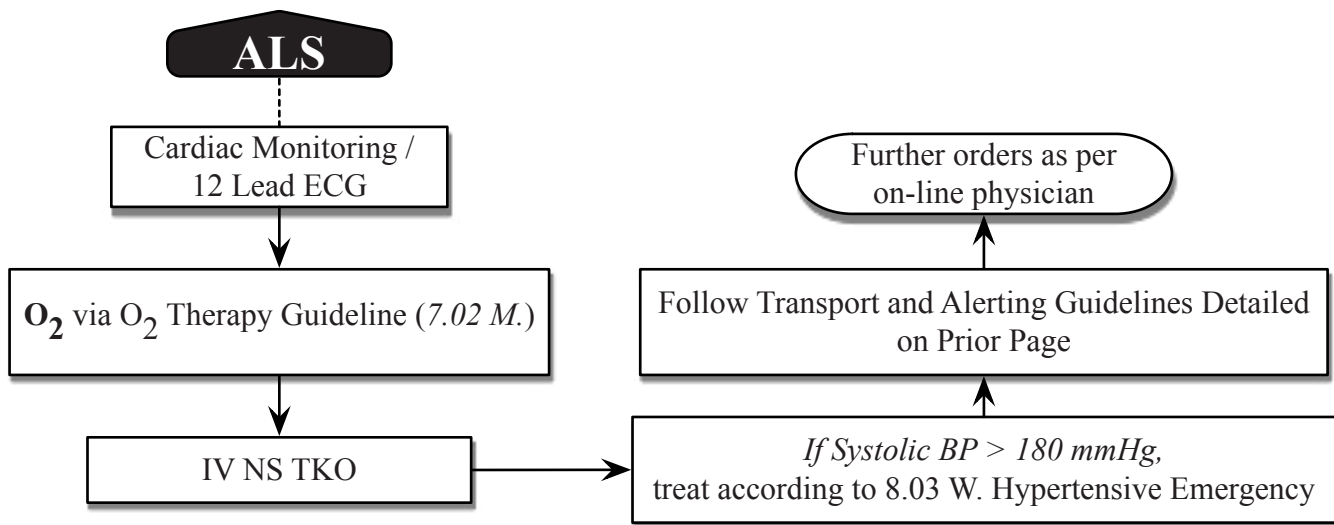 ALS
Cardiac Monitoring /
12 Lead ECG
O2 via O2 Therapy Guideline (7.02 M.)
IV NS TKO
If Systolic BP > 180 mmHg,
treat according to 8.03 W. Hypertensive Emergency
Follow Transport and Alerting Guidelines Detailed
on Prior Page
Further orders as per
on-line physician